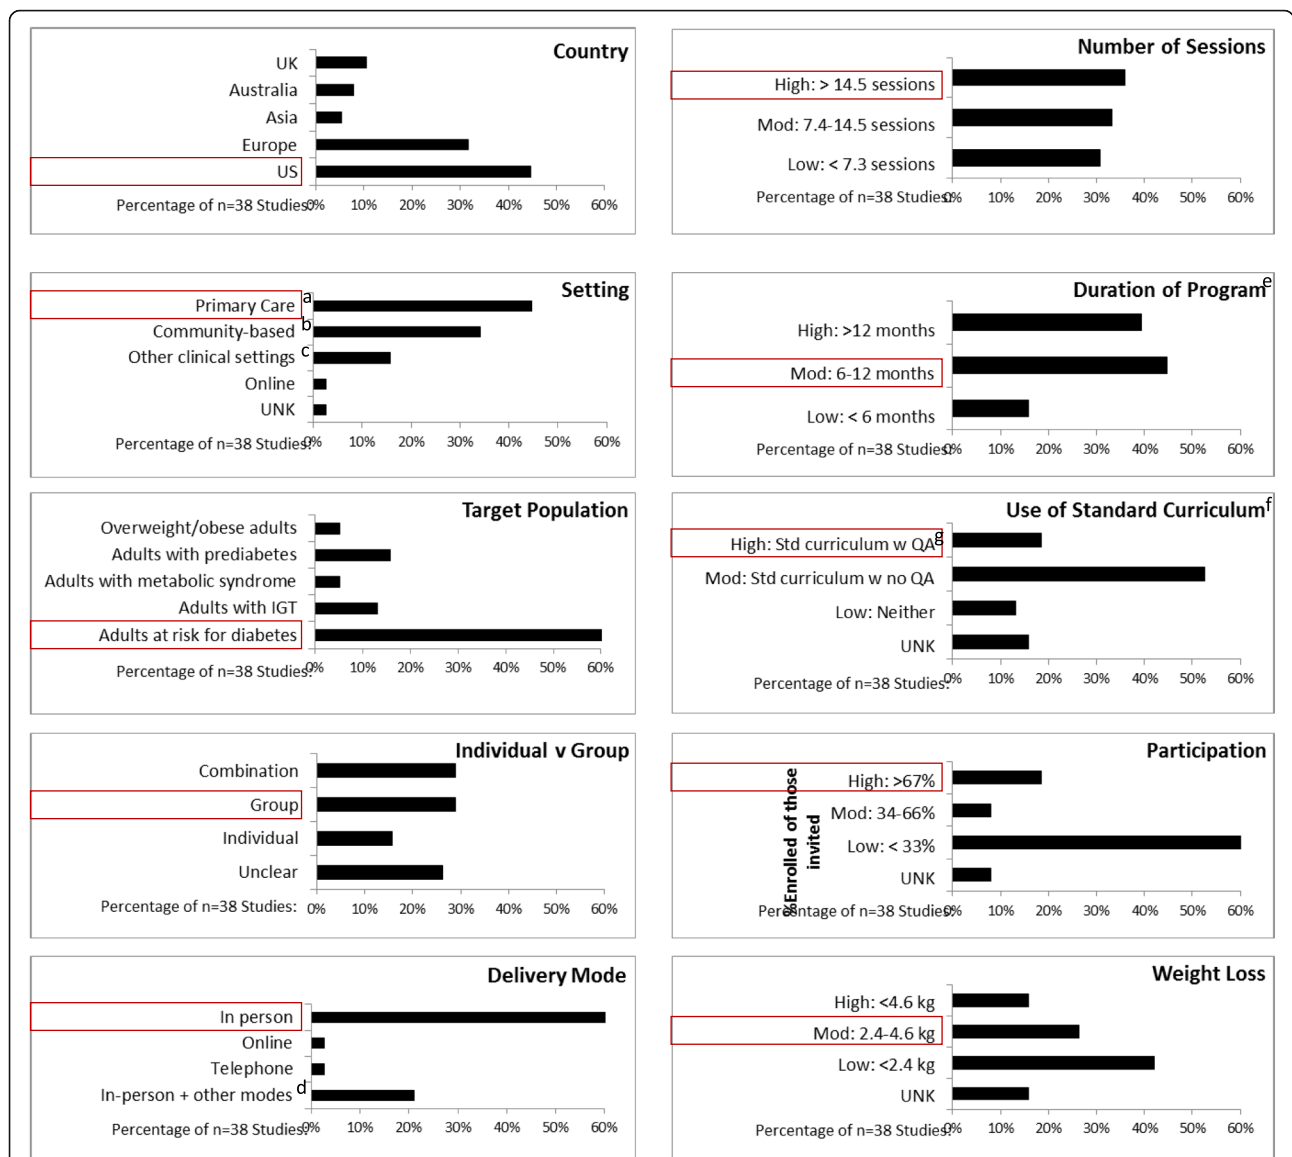 Country
UK
Australia
Asia
Europe
US
Percentage of n=38 Studies:
0% 10% 20% 30% 40% 50% 60%
Number of Sessions
High: > 14.5 sessions
Mod: 7.4-14.5 sessions
Low: < 7.3 sessions
Percentage of n=38 Studies:
0% 10% 20% 30% 40% 50% 60%
Setting
Primary Care a
Community-based b
Other clinical settings c
Online
UNK
Percentage of n=38 Studies:
0% 10% 20% 30% 40% 50% 60%
Duration of Program e
High: >12 months
Mod: 6-12 months
Low: < 6 months
Percentage of n=38 Studies:
0% 10% 20% 30% 40% 50% 60%
Target Population
Overweight/obese adults
Adults with prediabetes
Adults with metabolic syndrome
Adults with IGT
Adults at risk for diabetes
Percentage of n=38 Studies:
0% 10% 20% 30% 40% 50% 60%
Use of Standard Curriculum f
High: Std curriculum w QA g
Mod: Std curriculum w no QA
Low: Neither
UNK
Percentage of n=38 Studies:
0% 10% 20% 30% 40% 50% 60%
Individual v Group
Combination
Group
Individual
Unclear
Percentage of n=38 Studies:
0% 10% 20% 30% 40% 50% 60%
Participation
%Enrolled of those
invited
High: >67%
Mod: 34-66%
Low: < 33%
UNK
Percentage of n=38 Studies:
0% 10% 20% 30% 40% 50% 60%
Delivery Mode
In person
Online
Telephone
In-person + other modes d
Percentage of n=38 Studies:
0% 10% 20% 30% 40% 50% 60%
Weight Loss
High: <4.6 kg
Mod: 2.4-4.6 kg
Low: <2.4 kg
UNK
Percentage of n=38 Studies:
0% 10% 20% 30% 40% 50% 60%